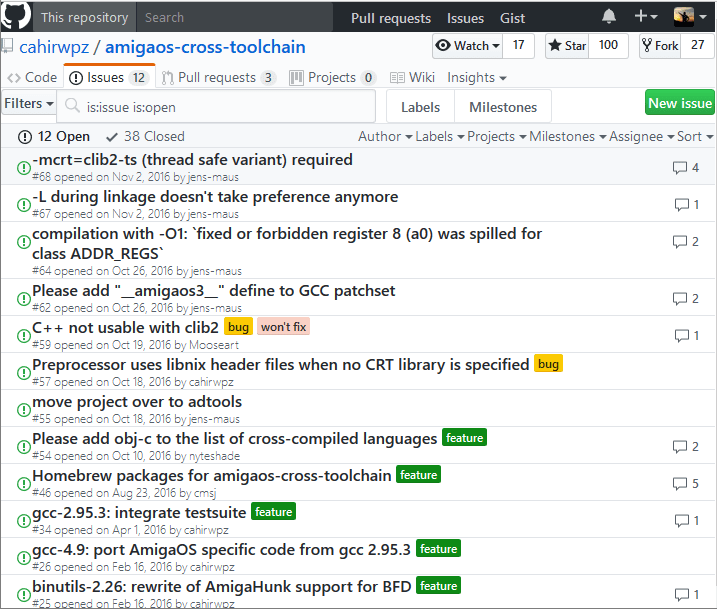 This repository Search Pull requests Issues Gist
cahirwpz / amigaos-cross-toolchain Watch 17 Star 100 Fork 27
Code Issues 12 Pull requests 3 Projects 0 Wiki Insights
Filters is:issue is:open Labels Milestones New issue
12 Open 38 Closed Author Labels Projects Milestones Assignee Sort
-mcrt=clib2-ts (thread safe variant) required 4
#68 opened on Nov 2, 2016 by jens-maus
-L during linkage doesn't take preference anymore 1
#67 opened on Nov 2, 2016 by jens-maus
compilation with -O1: `fixed or forbidden register 8 (a0) was spilled for 2
class ADDR_REGS`
#64 opened on Oct 26, 2016 by jens-maus
Please add "__amigaos3__" define to GCC patchset 2
#62 opened on Oct 26, 2016 by jens-maus
C++ not usable with clib2 bug won't fix 1
#59 opened on Oct 19, 2016 by Mooseart
Preprocessor uses libnix header files when no CRT library is specified bug
#57 opened on Oct 18, 2016 by cahirwpz
move project over to adtools
#55 opened on Oct 18, 2016 by jens-maus
Please add obj-c to the list of cross-compiled languages feature 2
#54 opened on Oct 10, 2016 by nyteshade
Homebrew packages for amigaos-cross-toolchain feature 5
#46 opened on Aug 23, 2016 by cmsj
gcc-2.95.3: integrate testsuite feature 1
#34 opened on Apr 1, 2016 by cahirwpz
gcc-4.9: port AmigaOS specific code from gcc 2.95.3 feature
#26 opened on Feb 16, 2016 by cahirwpz
binutils-2.26: rewrite of AmigaHunk support for BFD feature 1
#25 opened on Feb 16, 2016 by cahirwpz